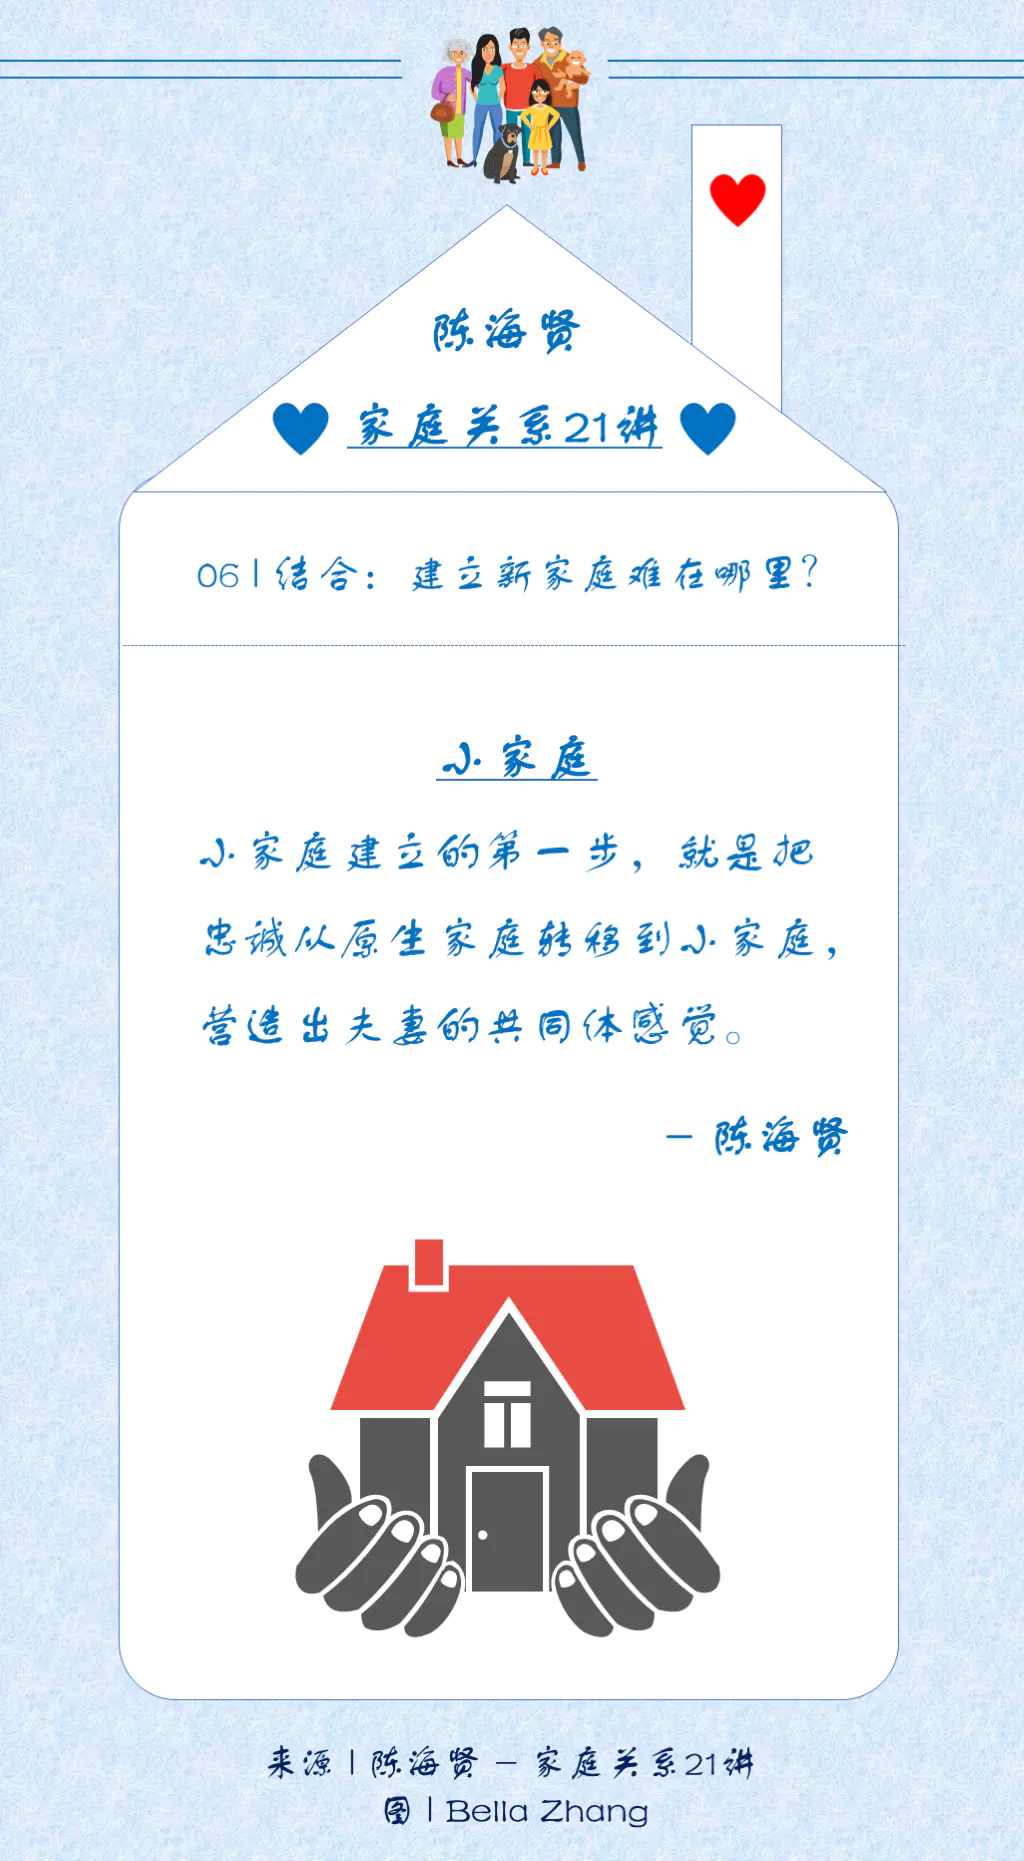 陈海贤
家庭关系21讲
06 | 结合：建立新家庭难在哪里？
小家庭
小家庭建立的第一步，就是把
忠诚从原生家庭转移到小家庭，
营造出夫妻的共同体感觉。
- 陈海贤
来源 | 陈海贤 - 家庭关系21讲
图 | Bella Zhang